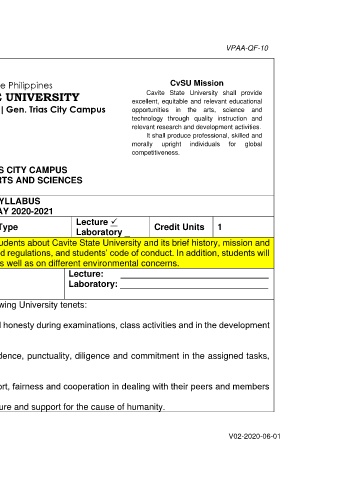 VPAA-QF-10
e Philippines
E UNIVERSITY
| Gen. Trias City Campus
CvSU Mission
Cavite State University shall provide
excellent, equitable and relevant educational
opportunities in the arts, science and
technology through quality instruction and
relevant research and development activities.
It shall produce professional, skilled and
morally upright individuals for global
competitiveness.
S CITY CAMPUS
RTS AND SCIENCES
YLLABUS
AY 2020-2021
Type
Lecture ✓
Laboratory _
Credit Units
1
udents about Cavite State University and its brief history, mission and
d regulations, and students' code of conduct. In addition, students will
s well as on different environmental concerns.
Lecture:
Laboratory:
wing University tenets:
d honesty during examinations, class activities and in the development
dence, punctuality, diligence and commitment in the assigned tasks,
ort, fairness and cooperation in dealing with their peers and members
ure and support for the cause of humanity.
V02-2020-06-01